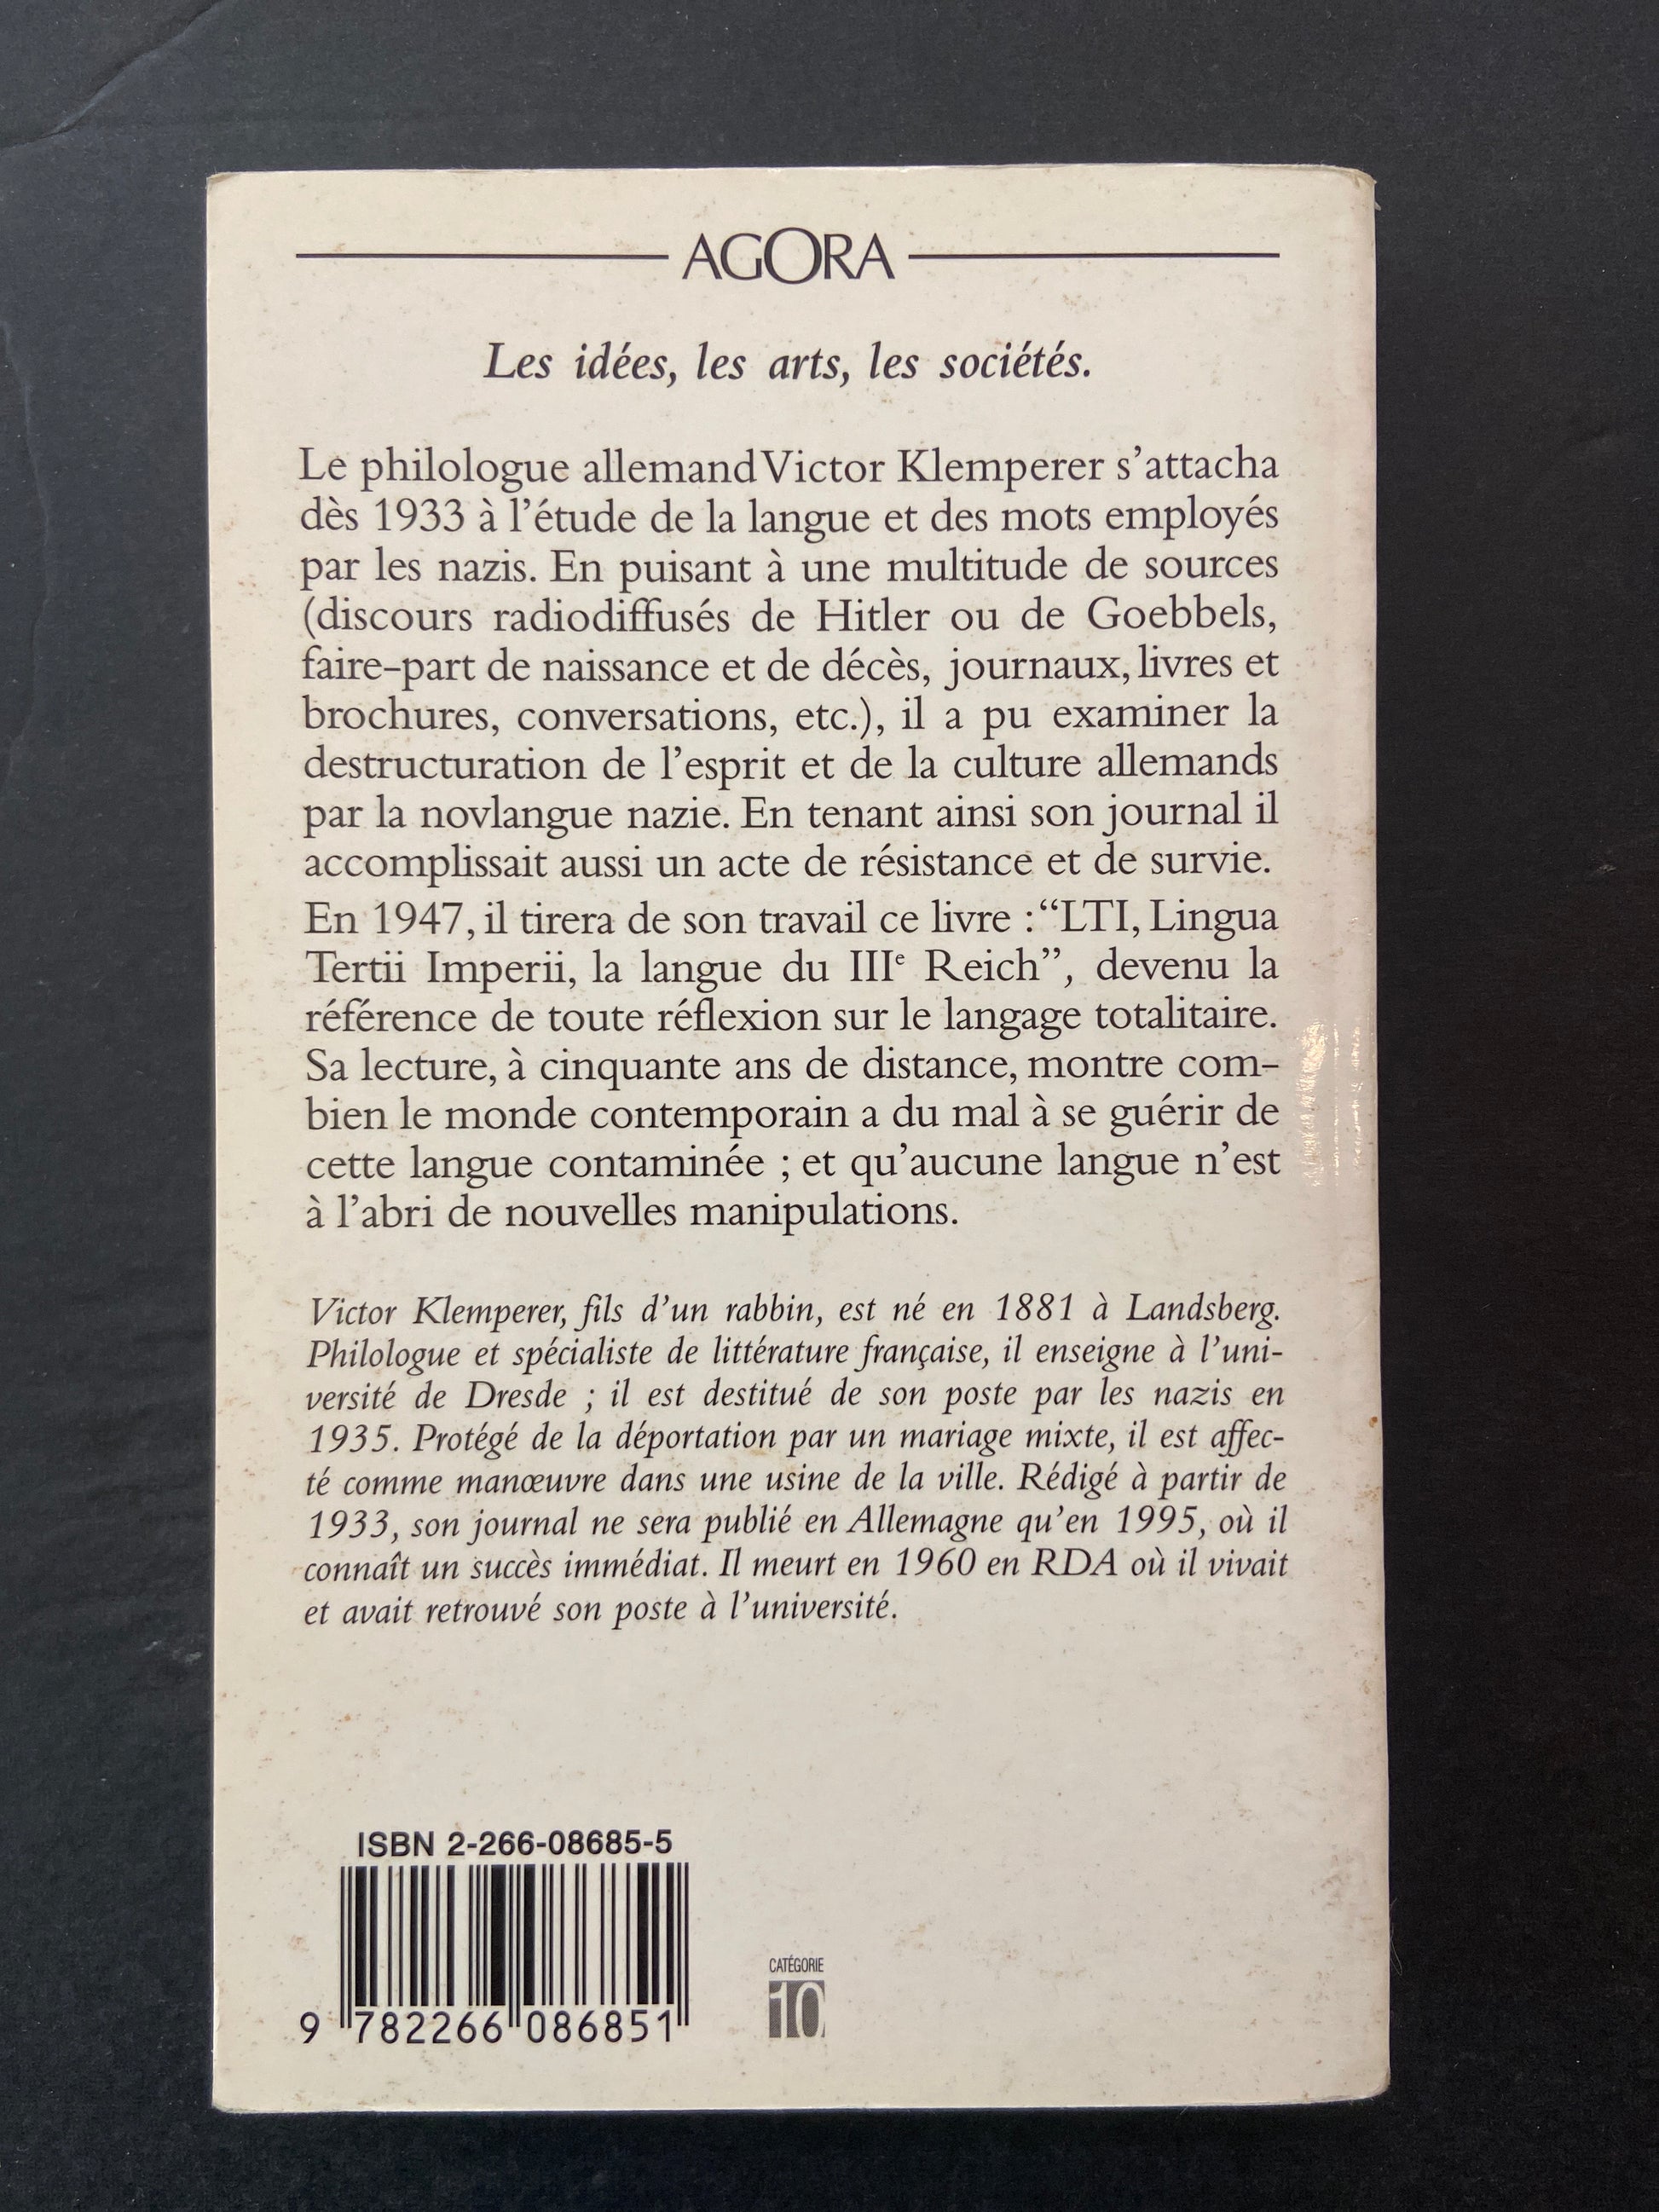 AGORA
Les idées, les arts, les sociétés.
Le philologue allemand Victor Klemperer s'attacha
dès 1933 à l'étude de la langue et des mots employés
par les nazis. En puisant à une multitude de sources
(discours radiodiffusés de Hitler ou de Goebbels,
faire-part de naissance et de décès, journaux, livres et
brochures, conversations, etc.), il a pu examiner la
destructuration de l'esprit et de la culture allemands
par la novlangue nazie. En tenant ainsi son journal il
accomplissait aussi un acte de résistance et de survie.
En 1947, il tirera de son travail ce livre : “LTI, Lingua
Tertii Imperii, la langue du IIIe Reich”, devenu la
référence de toute réflexion sur le langage totalitaire.
Sa lecture, à cinquante ans de distance, montre com-
bien le monde contemporain a du mal à se guérir de
cette langue contaminée ; et qu'aucune langue n'est
à l'abri de nouvelles manipulations.
Victor Klemperer, fils d'un rabbin, est né en 1881 à Landsberg.
Philologue et spécialiste de littérature française, il enseigne à l'uni-
versité de Dresde ; il est destitué de son poste par les nazis en
1935. Protégé de la déportation par un mariage mixte, il est affec-
té comme manœuvre dans une usine de la ville. Rédigé à partir de
1933, son journal ne sera publié en Allemagne qu'en 1995, où il
connaît un succès immédiat. Il meurt en 1960 en RDA où il vivait
et avait retrouvé son poste à l'université.
ISBN 2-266-08685-5
9 782266 086851
CATÉGORIE
10